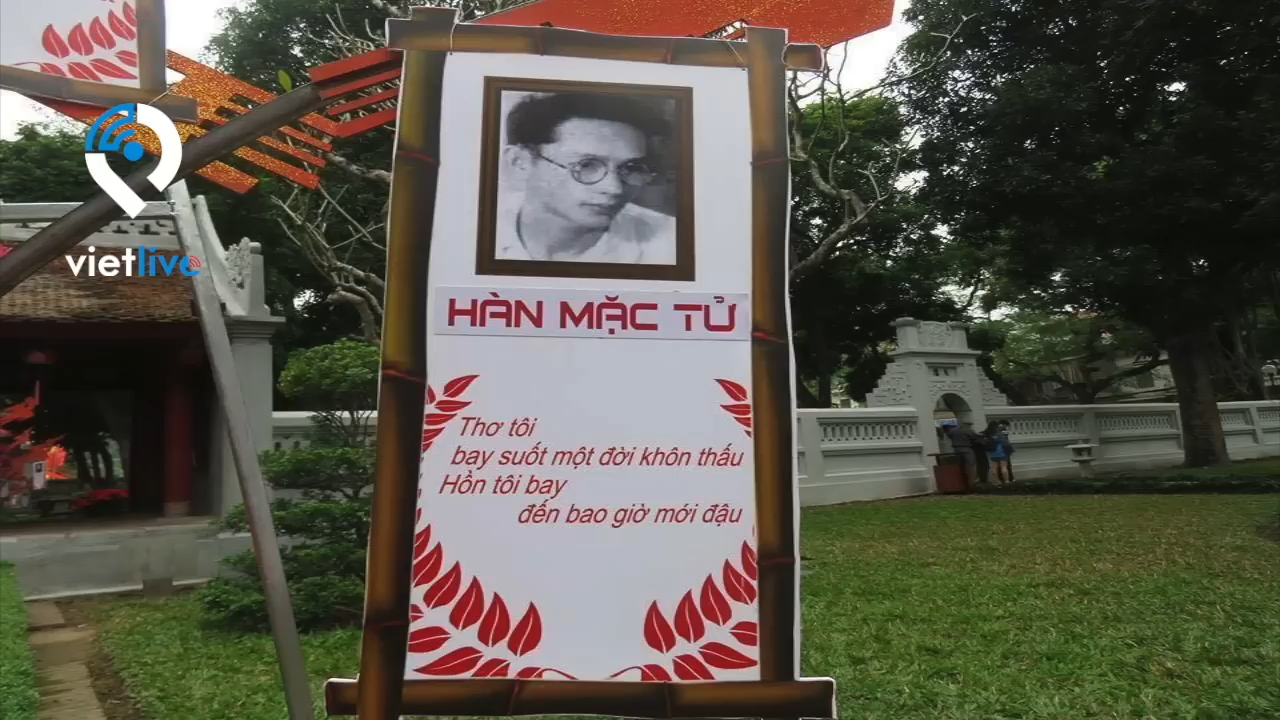 vietlive
HÀN MẶC TỬ
Thơ tôi
bay suốt một đời khôn thấu
Hồn tôi bay
đến bao giờ mới đậu